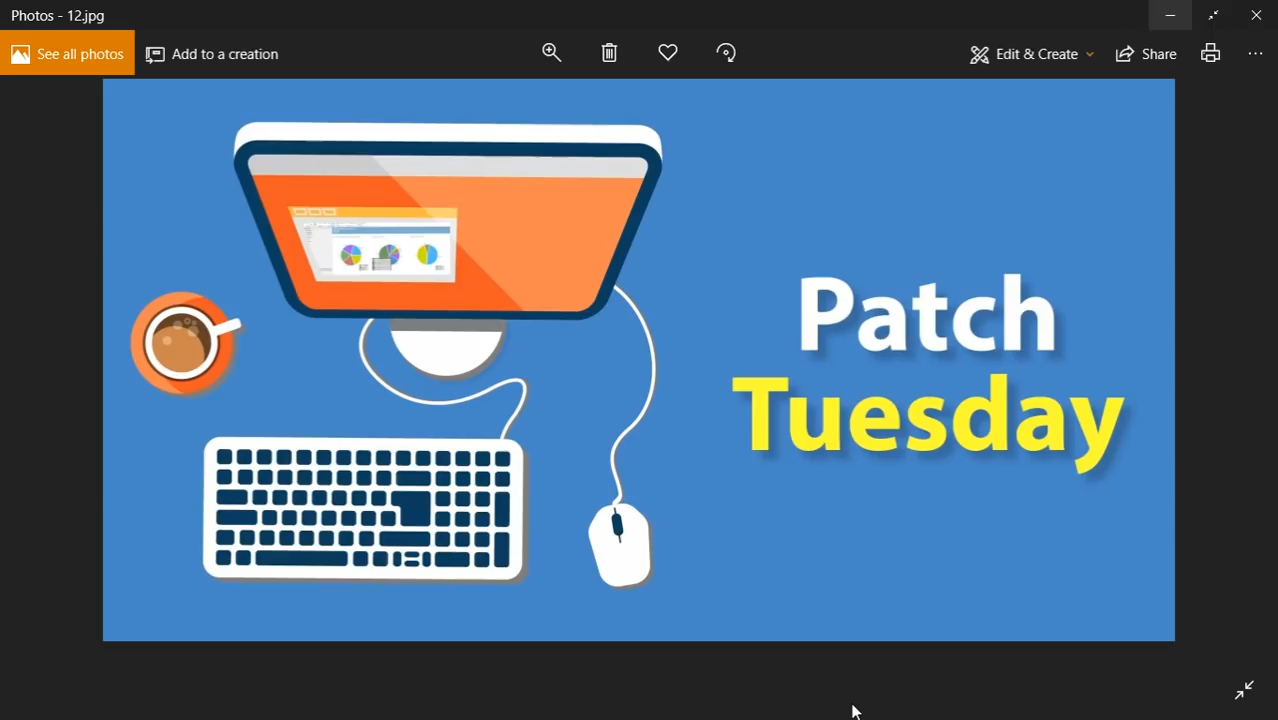 Photos - 12.jpg
See all photos
Add to a creation
Edit & Create
Share
Patch
Tuesday